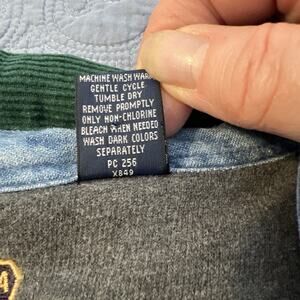 MACHINE WASH WARM
GENTLE CYCLE
TUMBLE DRY
REMOVE PROMPTLY
ONLY NON-CHLORINE
BLEACH WHEN NEEDED
WASH DARK COLORS
SEPARATELY
PC 256
X849
4